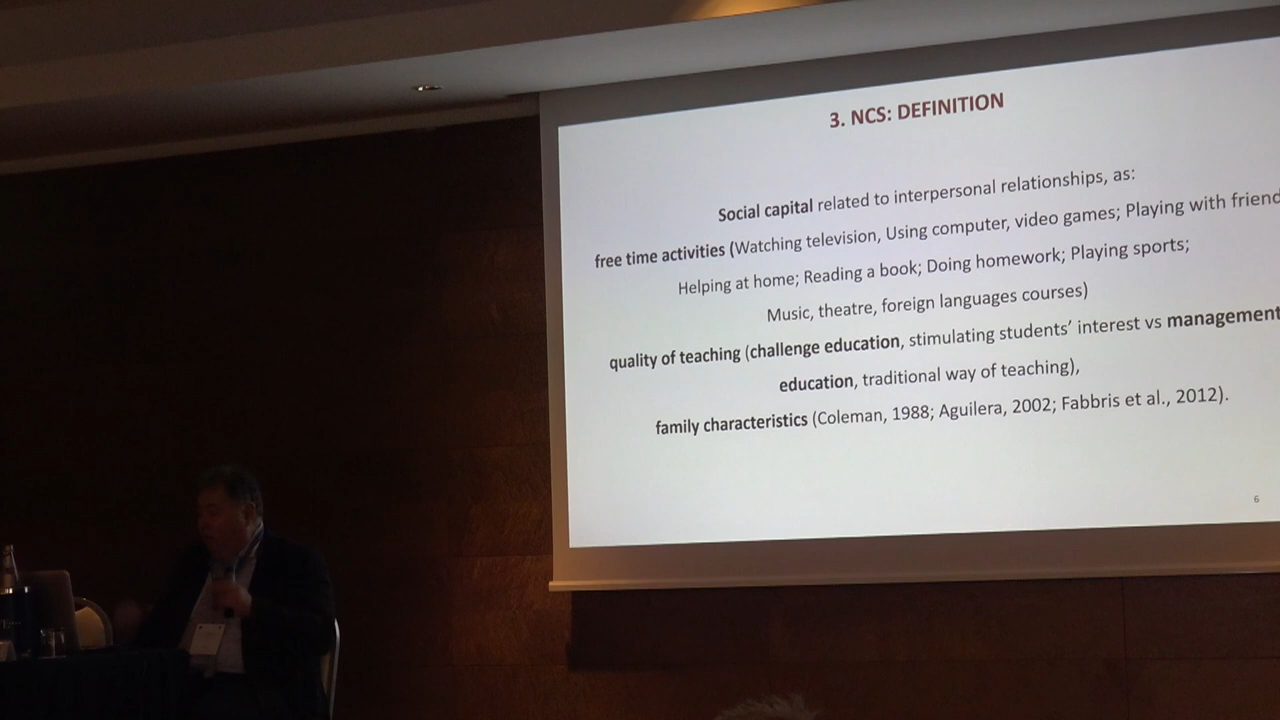 3. NCS: DEFINITION
Social capital related to interpersonal relationships, as:
free time activities (Watching television, Using computer, video games; Playing with friend
Helping at home; Reading a book; Doing homework; Playing sports;
Music, theatre, foreign languages courses)
quality of teaching (challenge education, stimulating students’ interest vs management
education, traditional way of teaching),
family characteristics (Coleman, 1988; Aguilera, 2002; Fabbris et al., 2012).
6